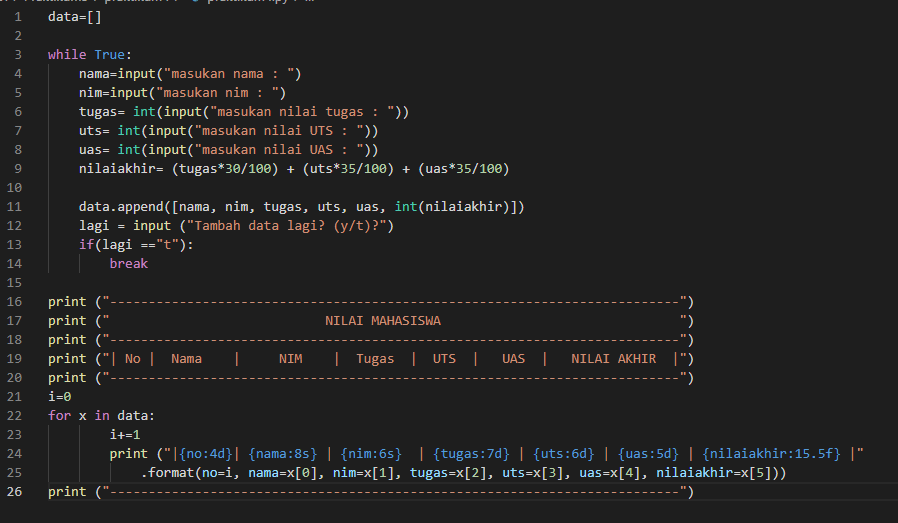 1 data=[]
2
3 while True:
4     nama=input("masukan nama : ")
5     nim=input("masukan nim : ")
6     tugas= int(input("masukan nilai tugas : "))
7     uts= int(input("masukan nilai UTS : "))
8     uas= int(input("masukan nilai UAS : "))
9     nilaiakhir= (tugas*30/100) + (uts*35/100) + (uas*35/100)
10
11     data.append([nama, nim, tugas, uts, uas, int(nilaiakhir)])
12     lagi = input ("Tambah data lagi? (y/t)?")
13     if(lagi =="t"):
14         break
15
16 print ("--------------------------------------------------------------------------")
17 print ("                            NILAI MAHASISWA                               ")
18 print ("--------------------------------------------------------------------------")
19 print ("| No |  Nama    |     NIM    |  Tugas  |  UTS  |   UAS  |   NILAI AKHIR  |")
20 print ("--------------------------------------------------------------------------")
21 i=0
22 for x in data:
23         i+=1
24         print ("|{no:4d}| {nama:8s} | {nim:6s}  | {tugas:7d} | {uts:6d} | {uas:5d} | {nilaiakhir:15.5f} |"
25             .format(no=i, nama=x[0], nim=x[1], tugas=x[2], uts=x[3], uas=x[4], nilaiakhir=x[5]))
26 print ("--------------------------------------------------------------------------")